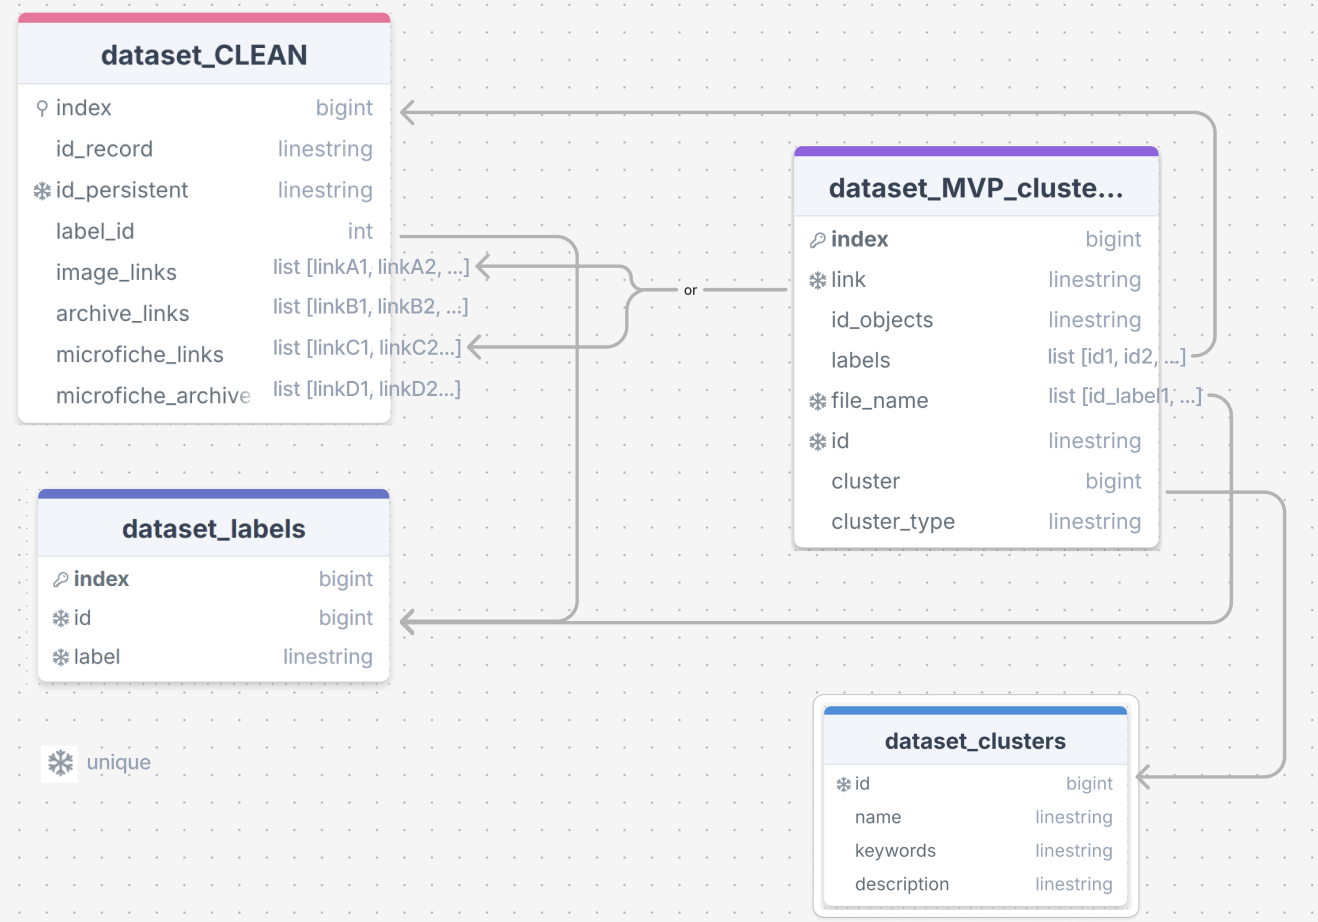 dataset_CLEAN
index bigint
id_record linestring
id_persistent linestring
label_id int
image_links list [linkA1, linkA2, ...]
archive_links list [linkB1, linkB2, ...]
microfiche_links list [linkC1, linkC2...]
microfiche_archive list [linkD1, linkD2...]
or
dataset_MVP_cluste...
index bigint
link linestring
id_objects linestring
labels list [id1, id2, ...]
file_name list [id_label1, ...]
id linestring
cluster bigint
cluster_type linestring
dataset_labels
index bigint
id bigint
label linestring
unique
dataset_clusters
id bigint
name linestring
keywords linestring
description linestring